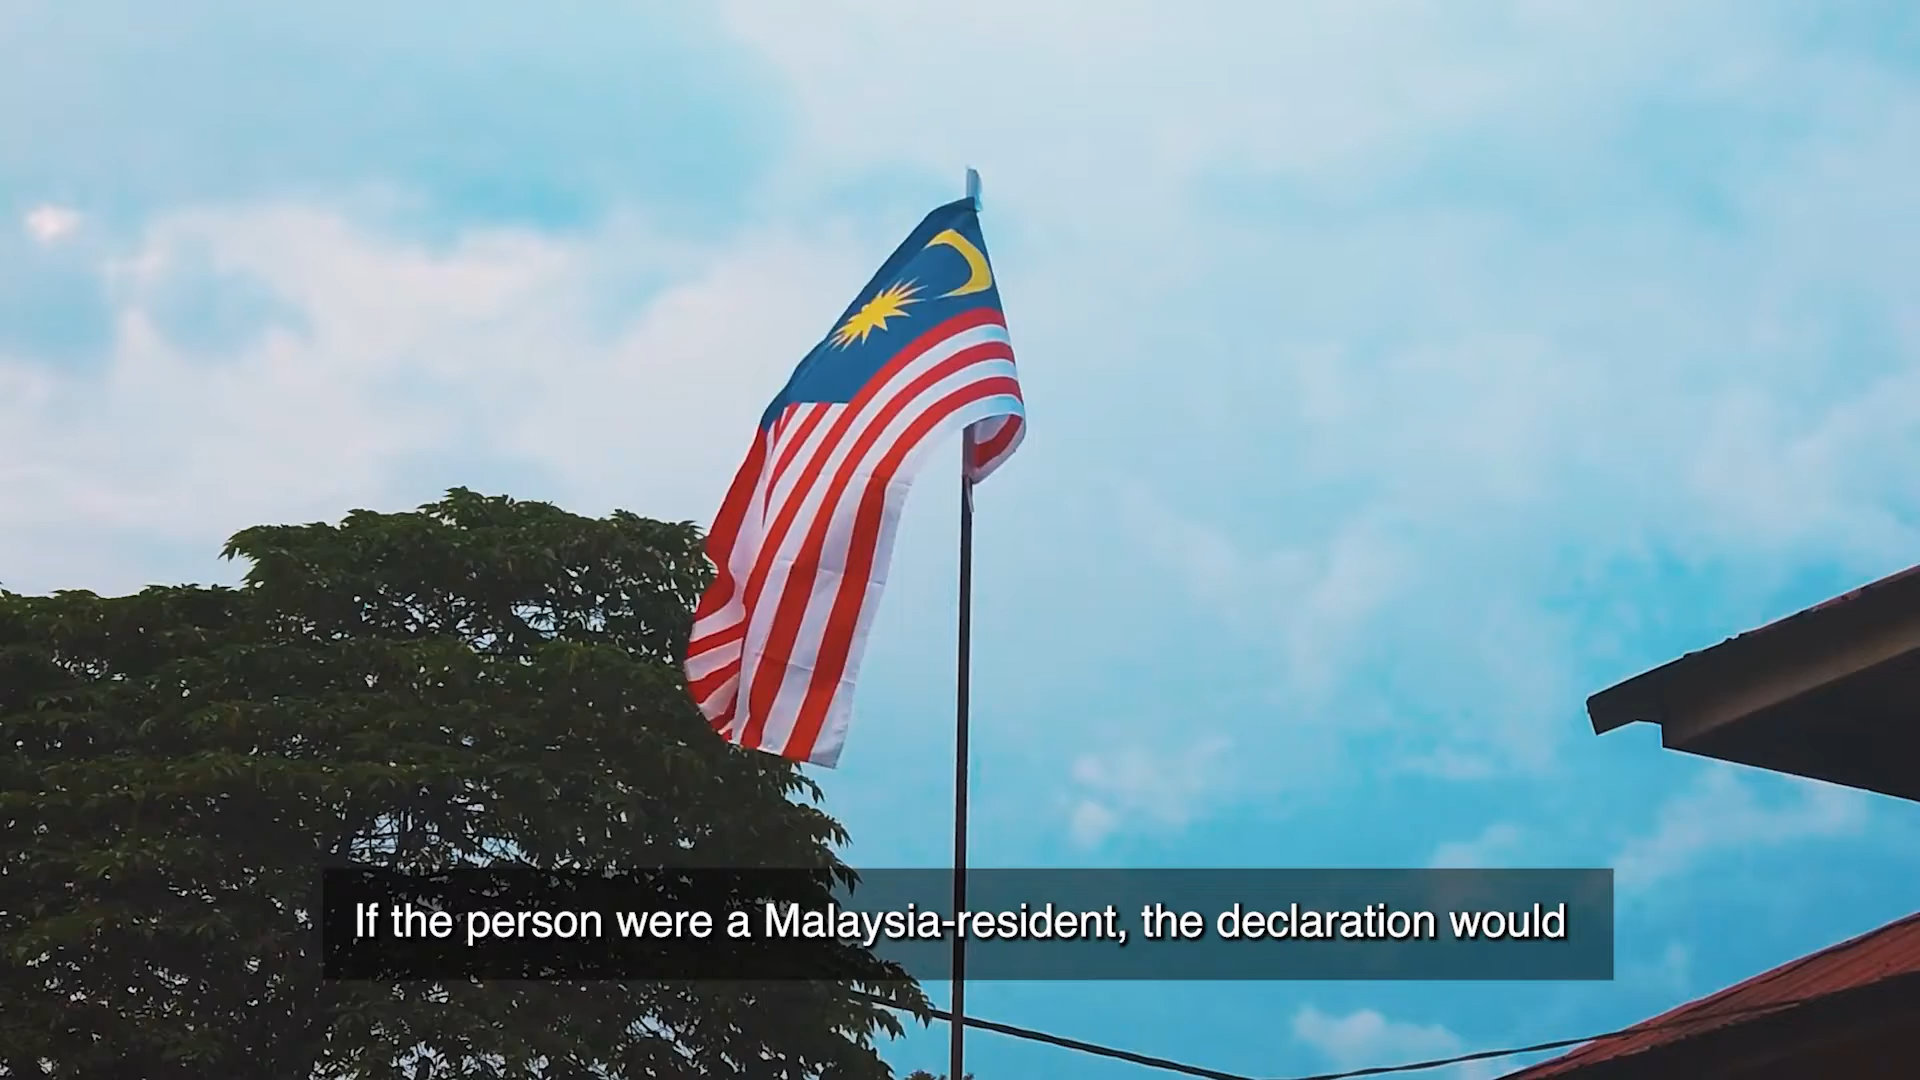 If the person were a Malaysia-resident, the declaration would